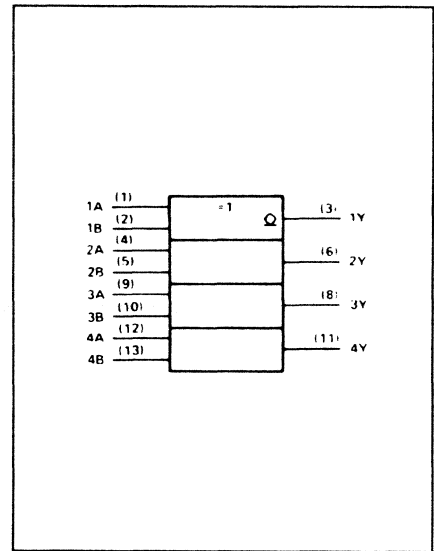 1A (1)
=1
(3) 1Y
1B (2)
2A (4)
(6) 2Y
2B (5)
3A (9)
(8) 3Y
3B (10)
4A (12)
(11) 4Y
4B (13)